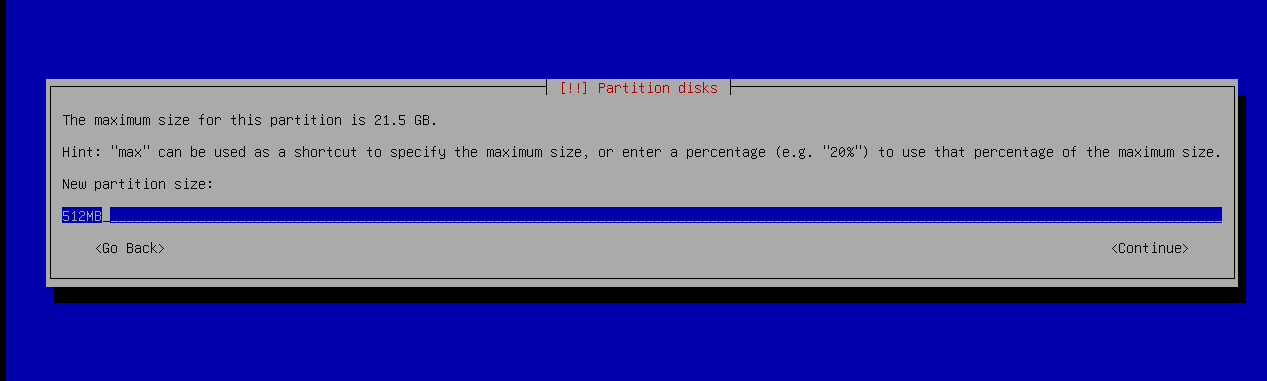 [!!] Partition disks
The maximum size for this partition is 21.5 GB.
Hint: "max" can be used as a shortcut to specify the maximum size, or enter a percentage (e.g. "20%") to use that percentage of the maximum size.
New partition size:
512MB
<Go Back> <Continue>